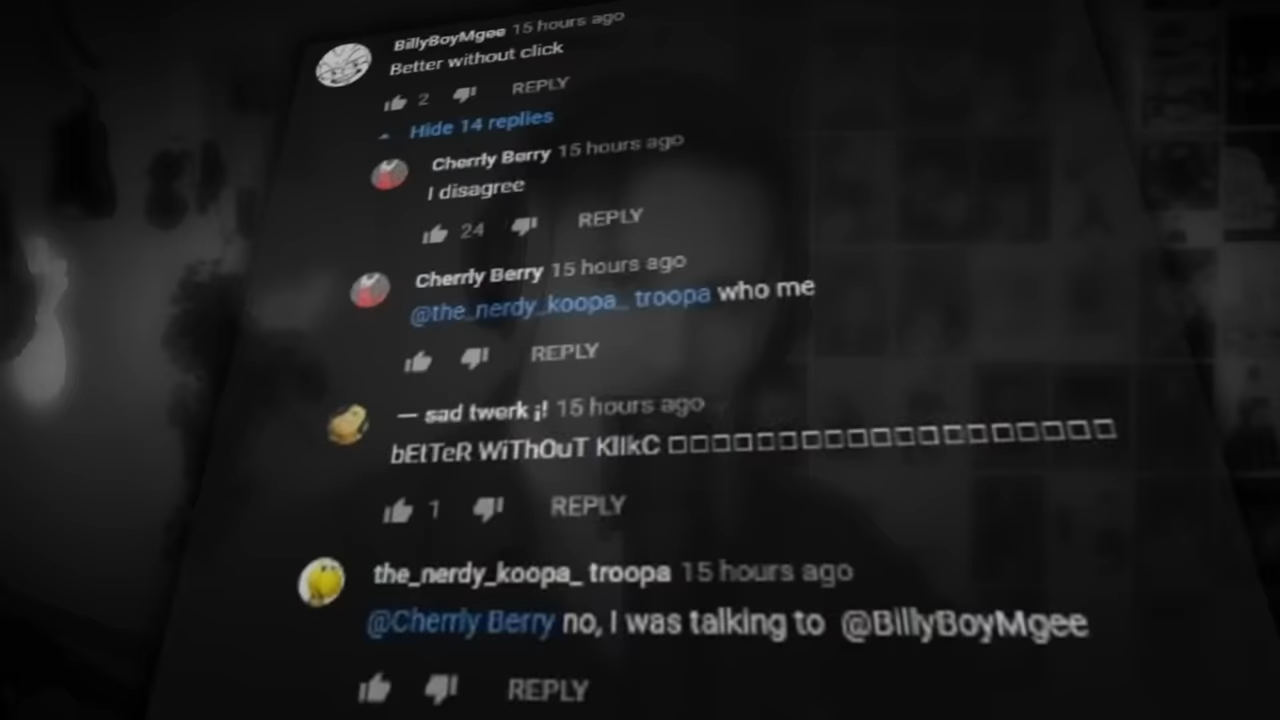 BillyBoyMgee 15 hours ago
Better without click
2 REPLY
Hide 14 replies
Cherrly Berry 15 hours ago
I disagree
24 REPLY
Cherrly Berry 15 hours ago
@the_nerdy_koopa_ troopa who me
REPLY
— sad twerk ¡! 15 hours ago
bEtTeR WiThOuT KlIkC □□□□□□□□□□□□□□□□□□□□
1 REPLY
the_nerdy_koopa_ troopa 15 hours ago
@Cherrly Berry no, I was talking to @BillyBoyMgee
REPLY